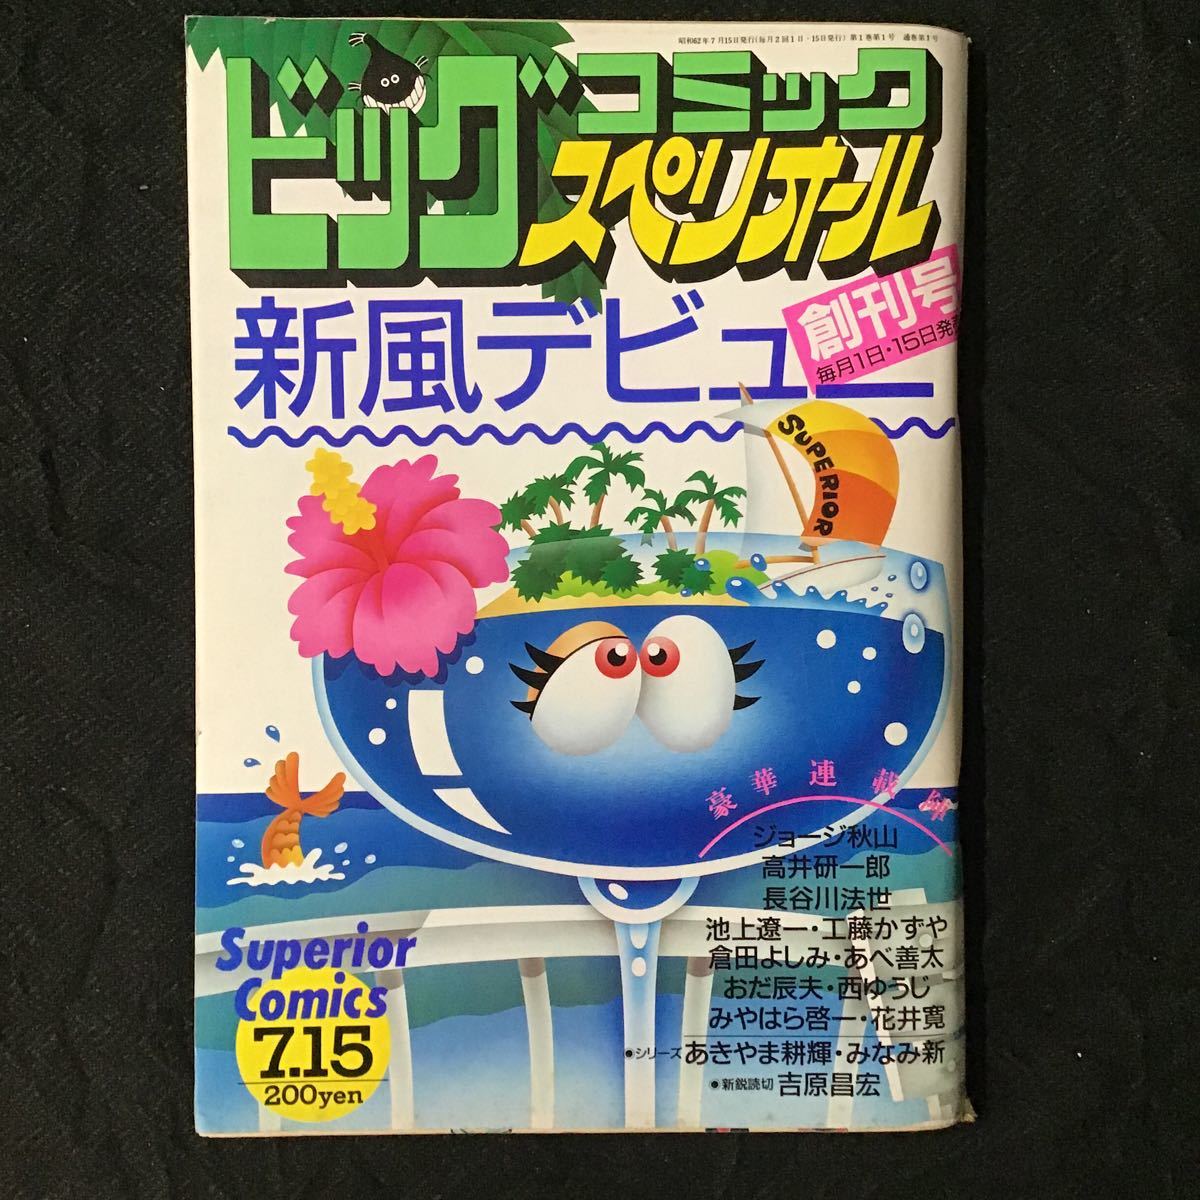 昭和62年7月15日発行(毎月2回1日・15日発行) 第1巻第1号 通巻第1号
ビッグコミック
スペリオール
創刊号
毎月1日・15日発売
新風デビュー
SUPERIOR
豪華連載陣
ジョージ秋山
高井研一郎
長谷川法世
池上遼一・工藤かずや
倉田よしみ・あべ善太
おだ辰夫・西ゆうじ
みやはら啓一・花井寛
●シリーズ あきやま耕輝・みなみ新
●新鋭読切 吉原昌宏
Superior
Comics
7.15
200yen